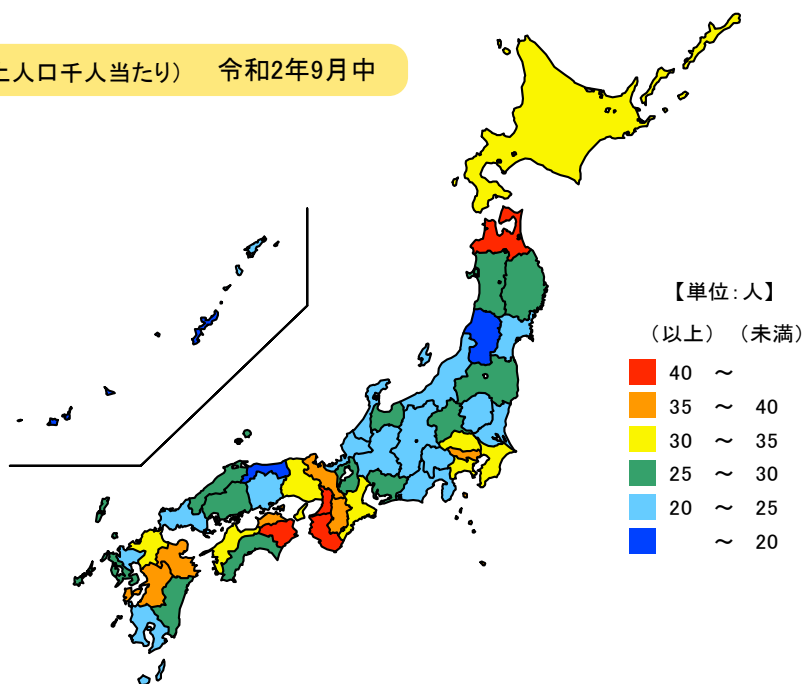 上人口千人当たり） 令和2年9月中
【単位：人】
（以上） （未満）
40 ～
35 ～ 40
30 ～ 35
25 ～ 30
20 ～ 25
～ 20